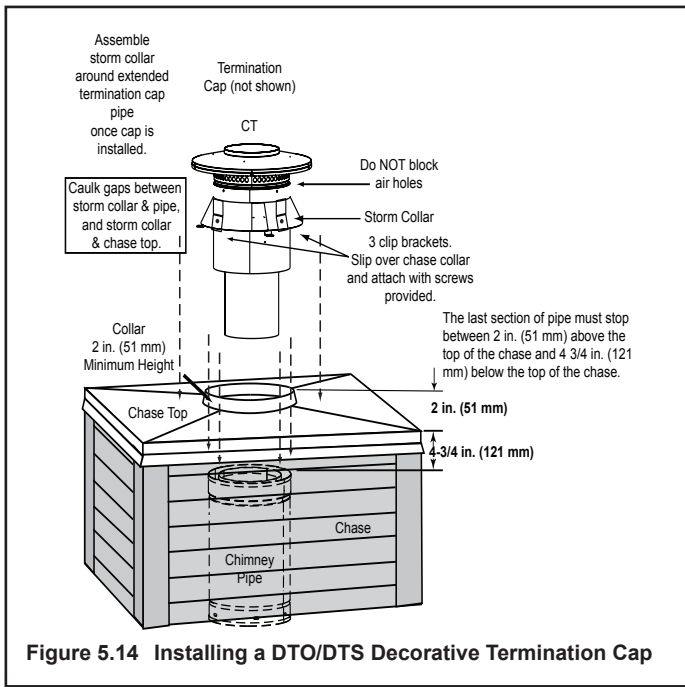 Assemble
storm collar
around extended
termination cap
pipe
once cap is
installed.
Termination
Cap (not shown)
CT
Do NOT block
air holes
Caulk gaps between
storm collar & pipe,
and storm collar
& chase top.
Storm Collar
3 clip brackets.
Slip over chase collar
and attach with screws
provided.
The last section of pipe must stop
between 2 in. (51 mm) above the
top of the chase and 4 3/4 in. (121
mm) below the top of the chase.
Collar
2 in. (51 mm)
Minimum Height
Chase Top
2 in. (51 mm)
4-3/4 in. (121 mm)
Chase
Chimney
Pipe
Figure 5.14 Installing a DTO/DTS Decorative Termination Cap